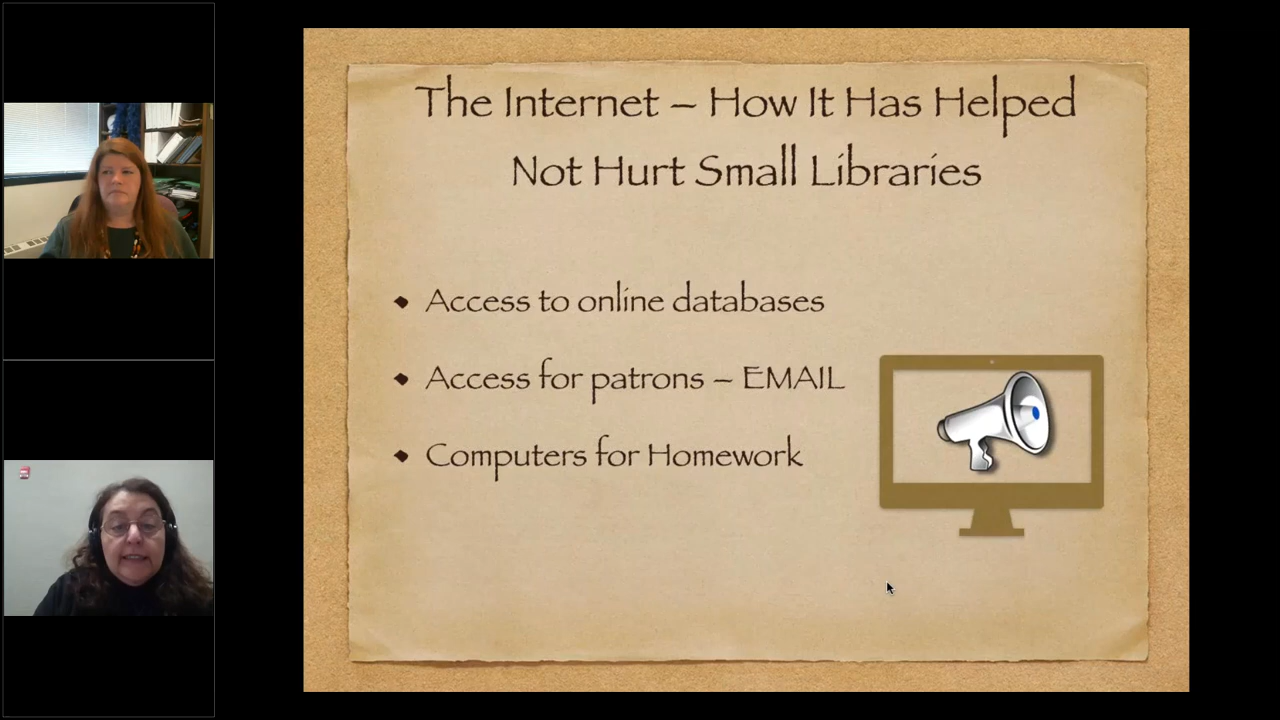 The Internet – How It Has Helped
Not Hurt Small Libraries
• Access to online databases
• Access for patrons – EMAIL
• Computers for Homework